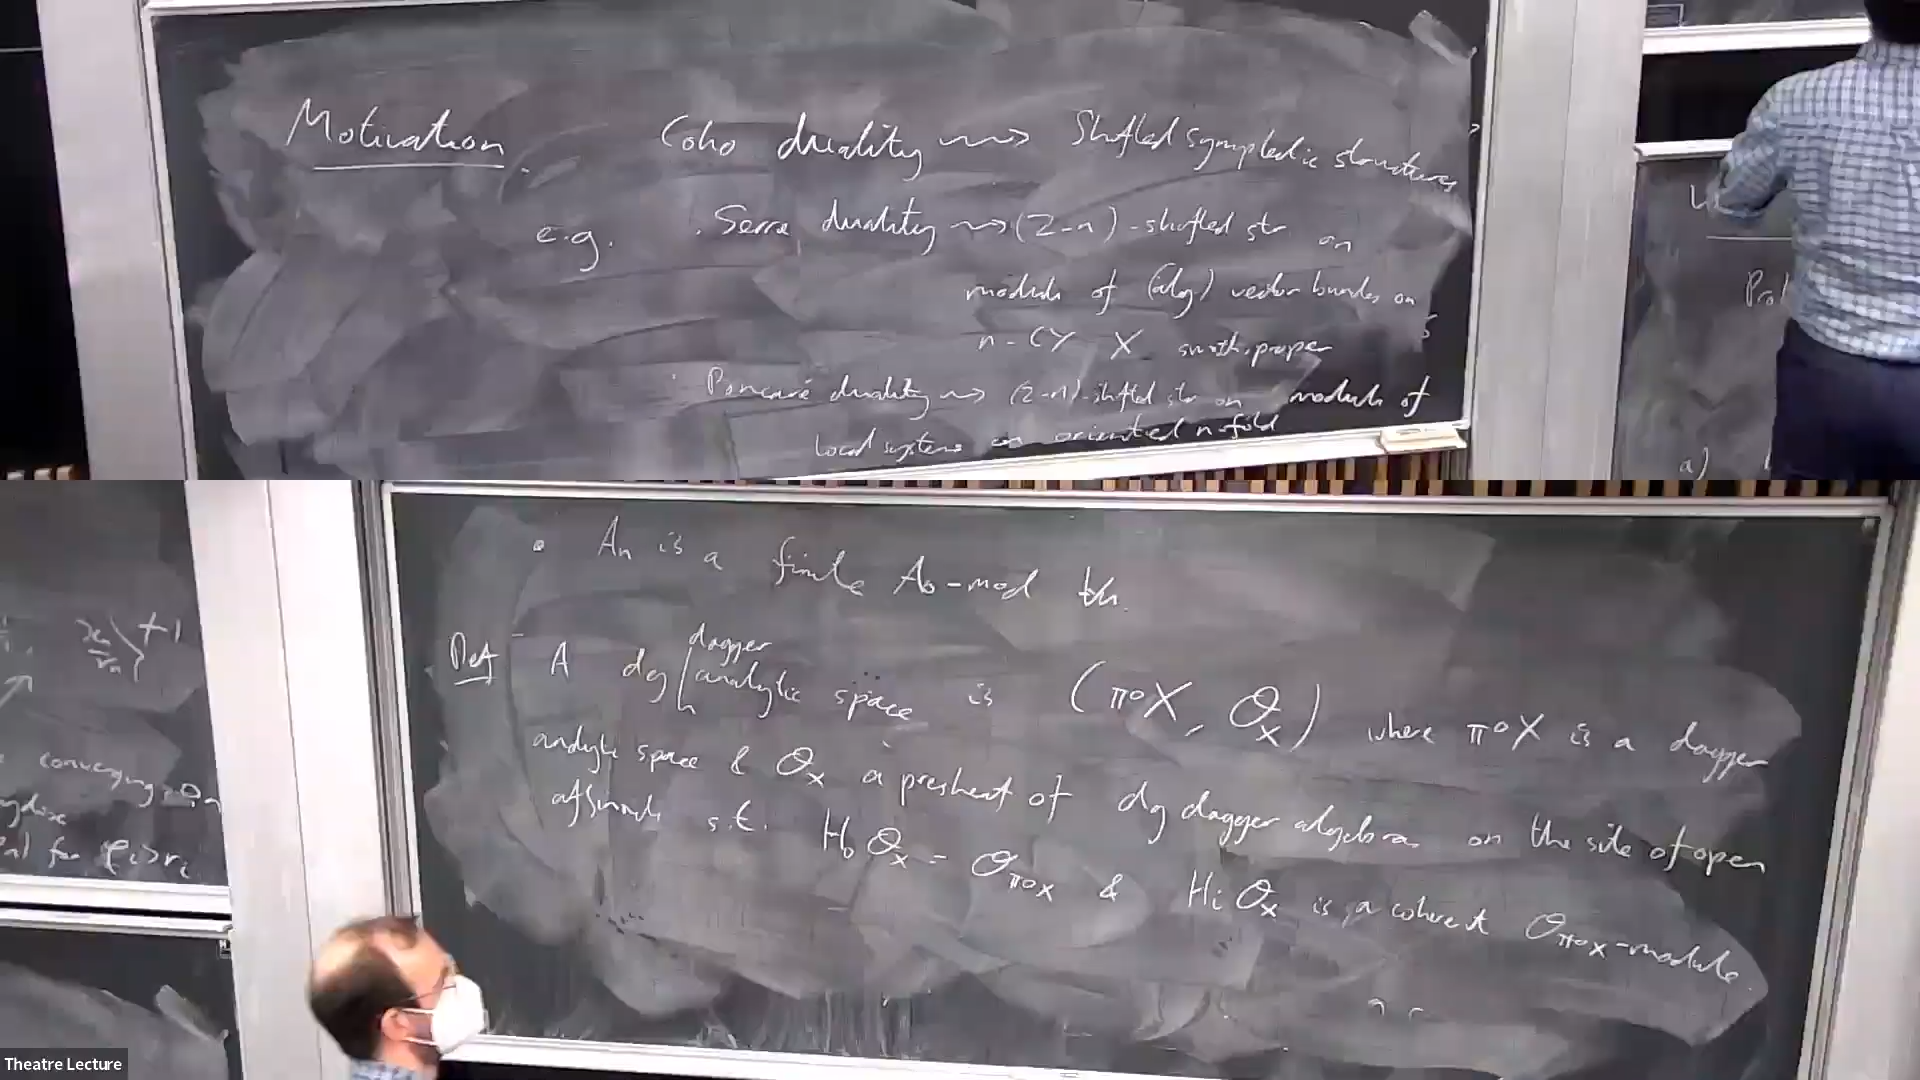 Motivation. Coho duality ⇝ Shifted symplectic structures
e.g. . Serre duality ⇝ (2-n)-shifted str on
moduli of (alg) vector bundles on
n-CY X smth, proper
. Poincaré duality ⇝ (2-n)-shifted str on moduli of
local systems on oriented n-fold
a)
• An is a finite A0-mod ∀n.
Def A dg dagger analytic space is (π⁰X, 𝒪x) where π⁰X is a dagger
analytic space & 𝒪x a presheaf of dg dagger algebras on the site of open
affinoids s.t. H0 𝒪x = 𝒪π⁰x & Hi 𝒪x is a coherent 𝒪π⁰x-module.
converging
for ρi>ri
Theatre Lecture